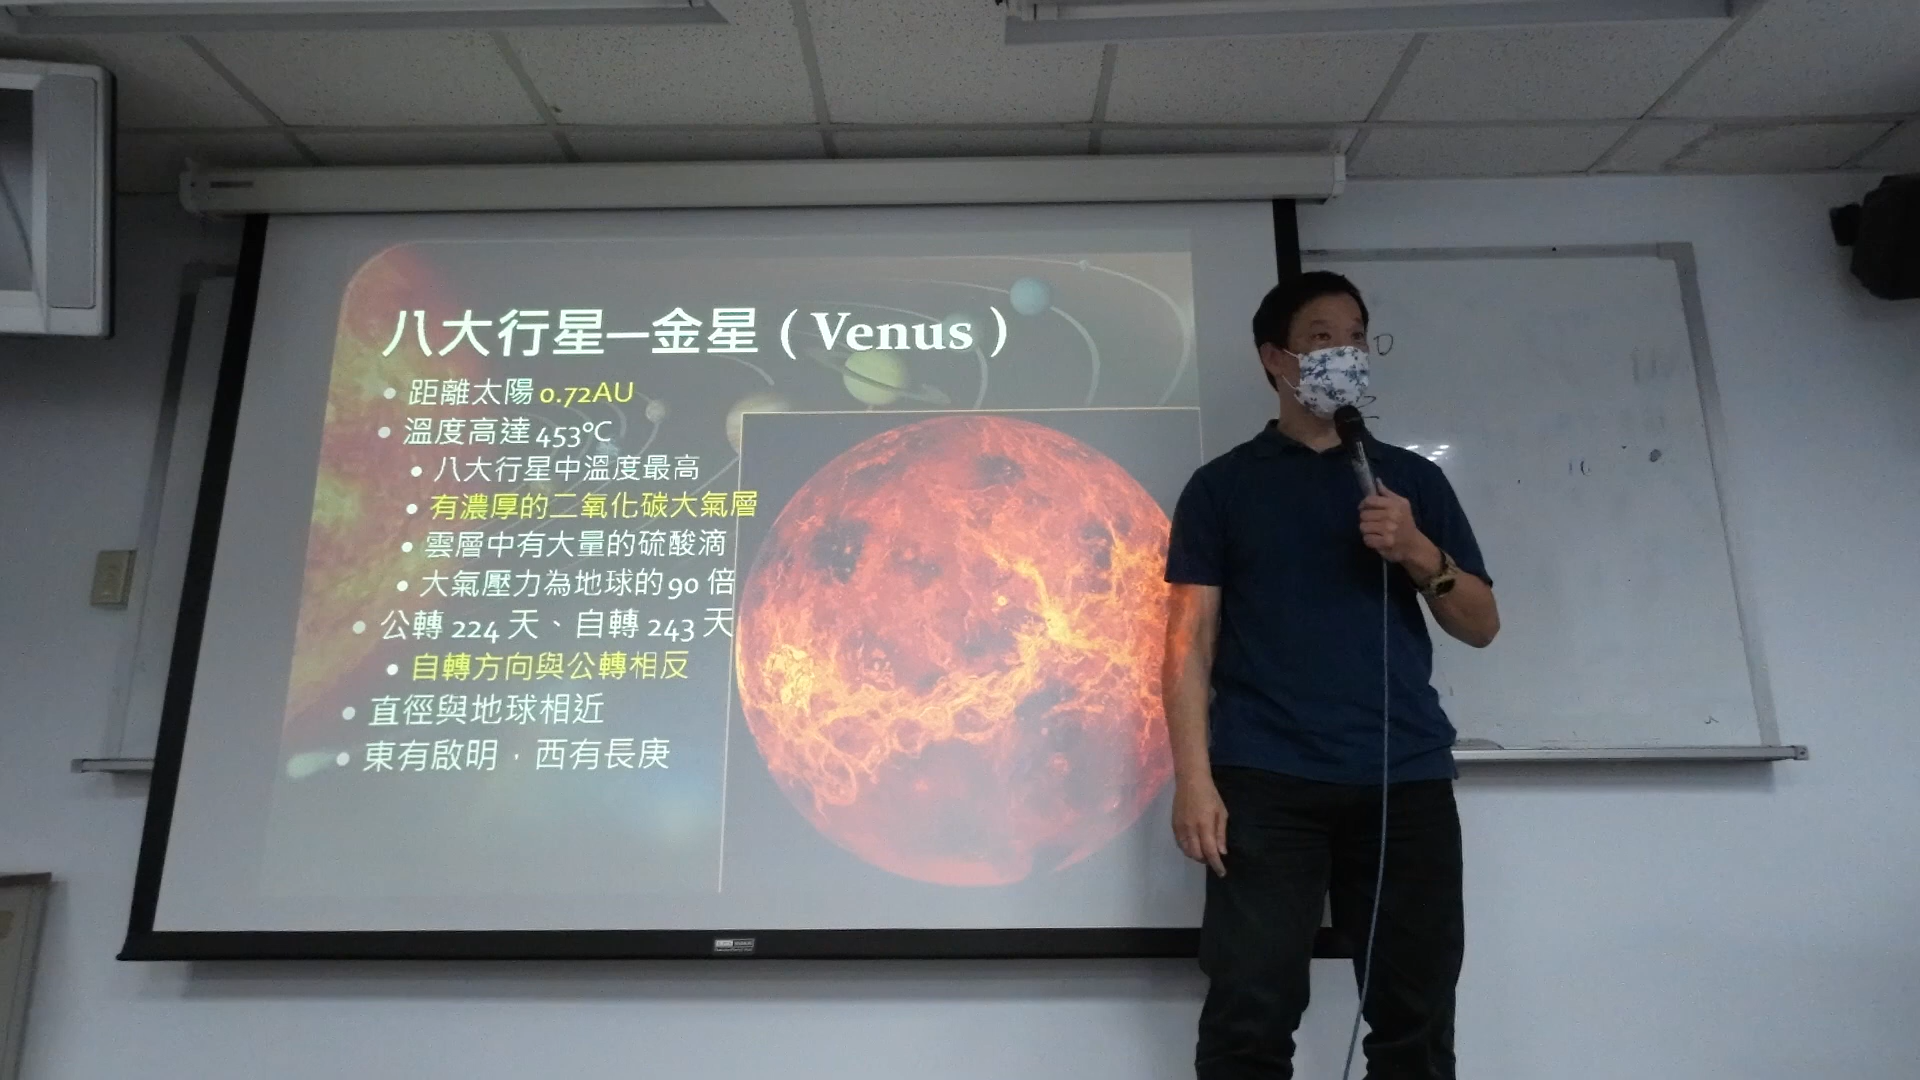 八大行星—金星 ( Venus )
• 距離太陽 0.72AU
• 溫度高達 453℃
• 八大行星中溫度最高
• 有濃厚的二氧化碳大氣層
• 雲層中有大量的硫酸滴
• 大氣壓力為地球的 90 倍
• 公轉 224 天、自轉 243 天
• 自轉方向與公轉相反
• 直徑與地球相近
• 東有啟明，西有長庚